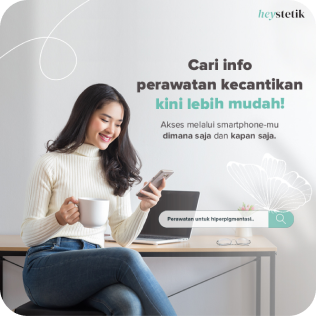 heystetik
Cari info
perawatan kecantikan
kini lebih mudah!
Akses melalui smartphone-mu
dimana saja dan kapan saja.
Perawatan untuk hiperpigmentasi..